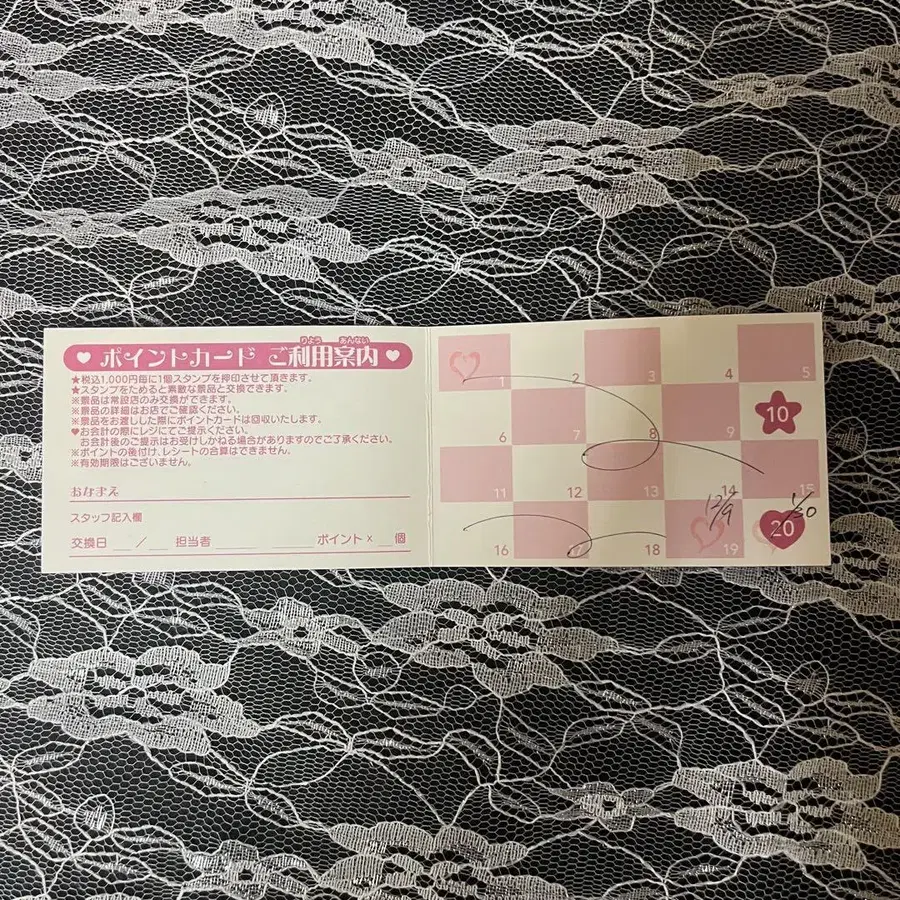 ♥ ポイントカード ご利用案内 ♥
りよう あんない
★税込1,000円毎に1個スタンプを押印させて頂きます。
★スタンプをためると素敵な景品と交換できます。
※景品は常設店のみ交換ができます。
※景品の詳細はお店でご確認ください。
※景品をお渡しした際にポイントカードは回収いたします。
♥お会計の際にレジにてご提示ください。
お会計後のご提示はお受けしかねる場合がありますのでご了承ください。
※ポイントの後付け、レシートの合算はできません。
※有効期限はございません。
おなまえ
スタッフ記入欄
交換日 __/__ 担当者 ________ ポイント×__個
1 2 3 4 5
6 7 8 9 10
11 12 13 14 15
12/9 1/30
16 17 18 19 20